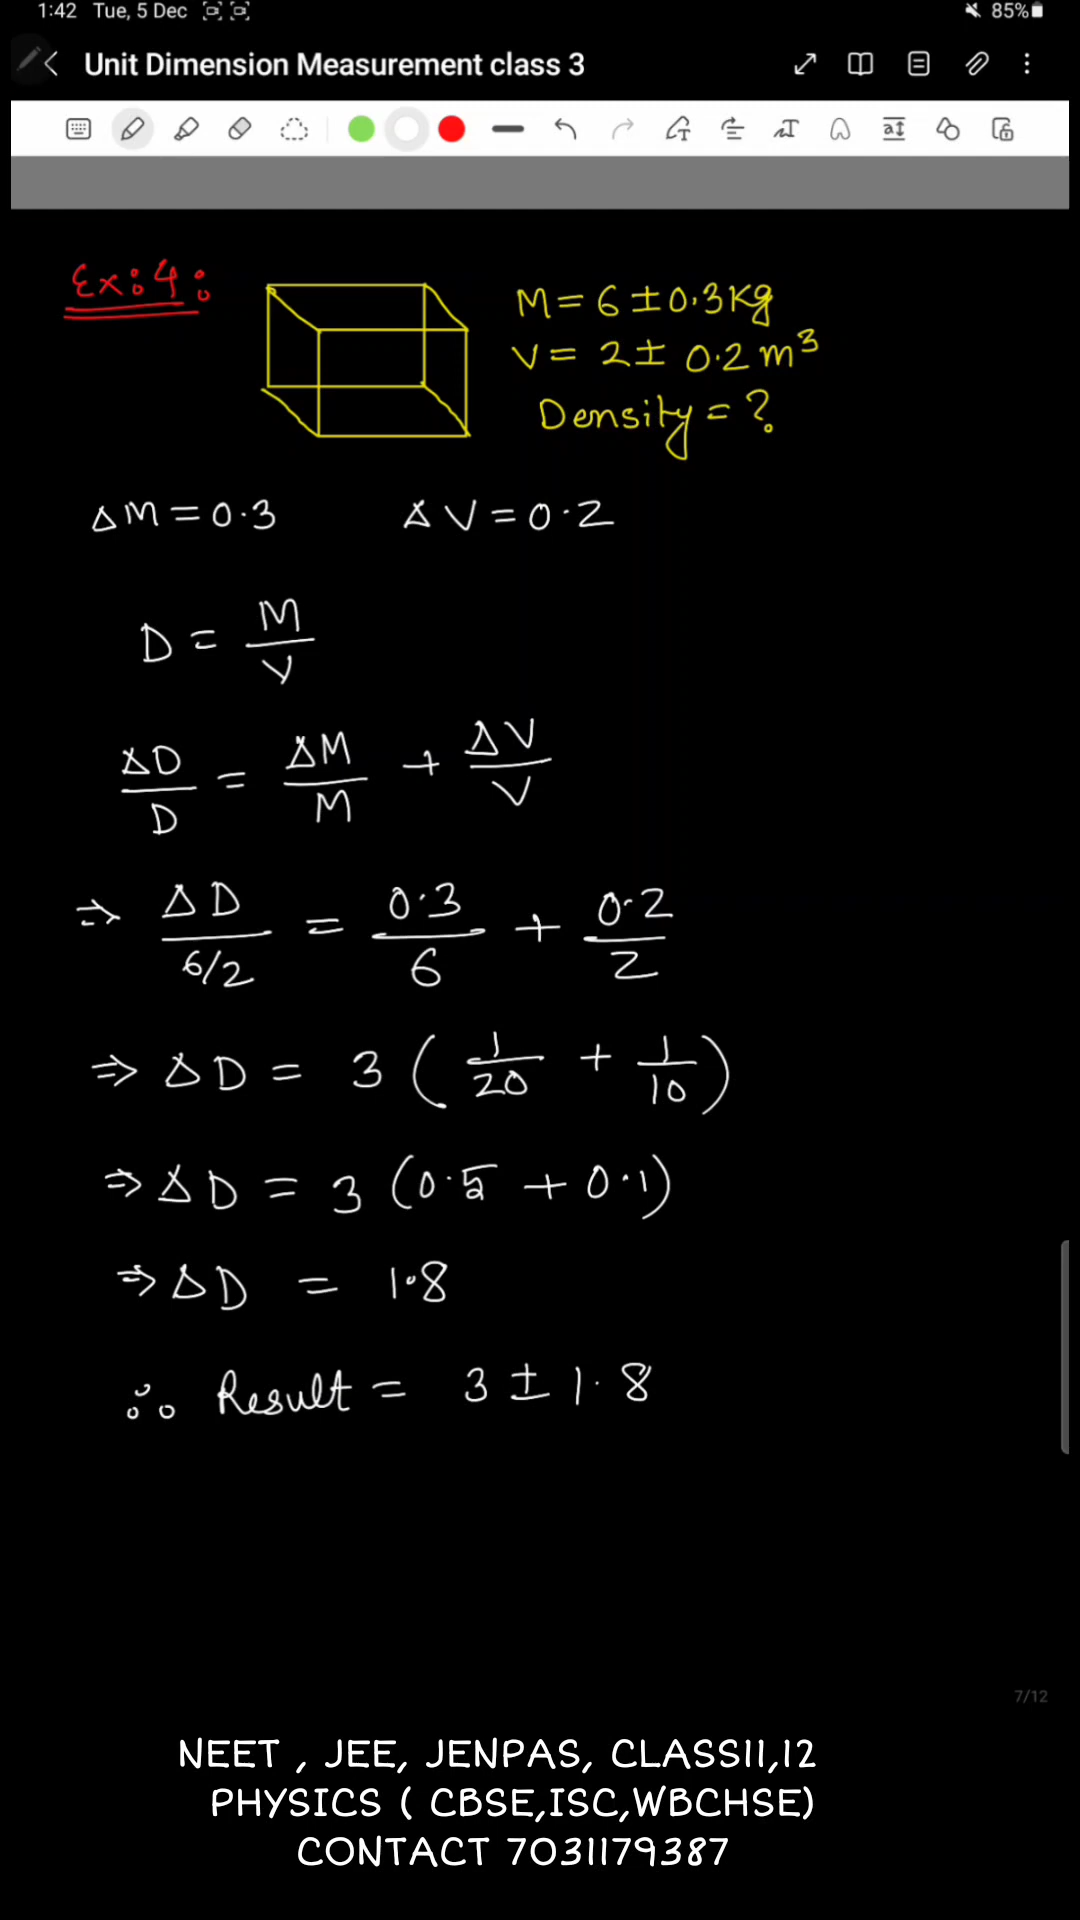 1:42 Tue, 5 Dec
85%
Unit Dimension Measurement class 3
Ex: 4 :
M = 6 ± 0.3 kg
V = 2 ± 0.2 m³
Density = ?
ΔM = 0.3 ΔV = 0.2
D = M/V
ΔD/D = ΔM/M + ΔV/V
⇒ ΔD/(6/2) = 0.3/6 + 0.2/2
⇒ ΔD = 3 ( 1/20 + 1/10 )
⇒ ΔD = 3 (0.5 + 0.1)
⇒ ΔD = 1.8
∴ Result = 3 ± 1.8
7/12
NEET , JEE, JENPAS, CLASS11,12
PHYSICS ( CBSE,ISC,WBCHSE)
CONTACT 7031179387